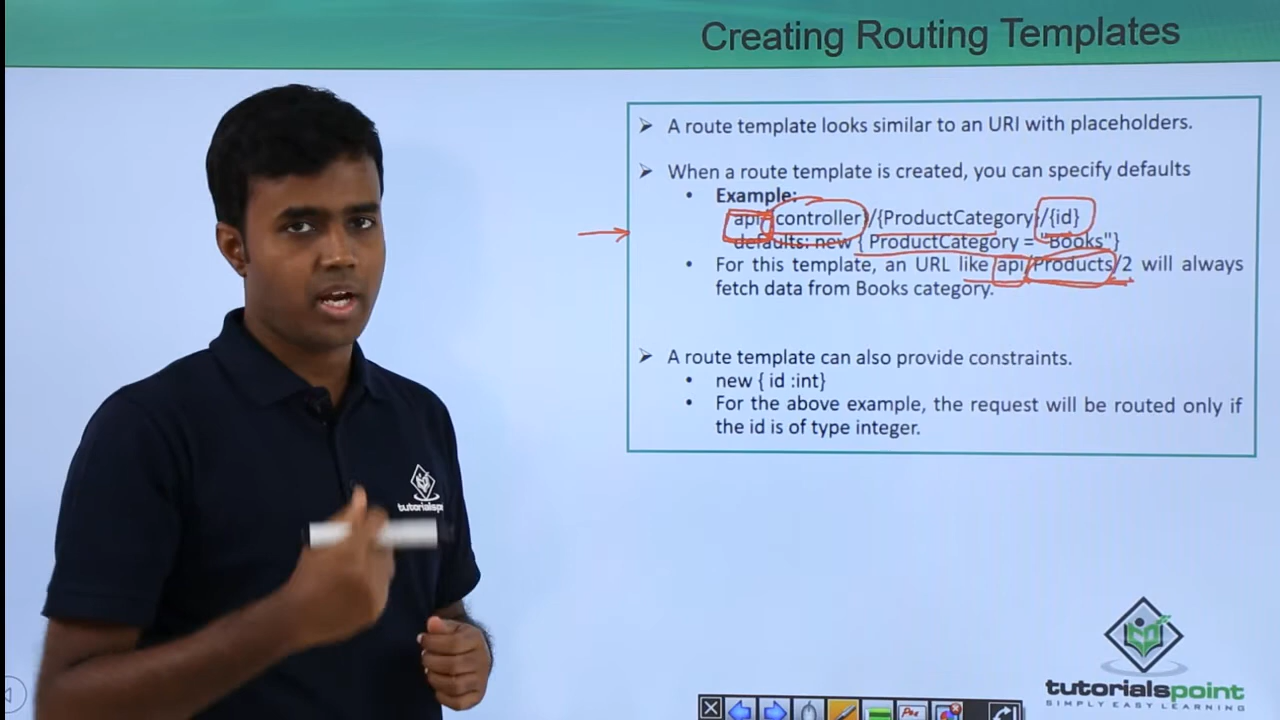 Creating Routing Templates
A route template looks similar to an URI with placeholders.
When a route template is created, you can specify defaults
Example:
api/{controller}/{ProductCategory}/{id}
defaults: new { ProductCategory = "Books"}
For this template, an URL like api/Products/2 will always
fetch data from Books category.
A route template can also provide constraints.
new { id :int}
For the above example, the request will be routed only if
the id is of type integer.
tutorialsp
tutorialspoint
SIMPLY EASY LEARNING